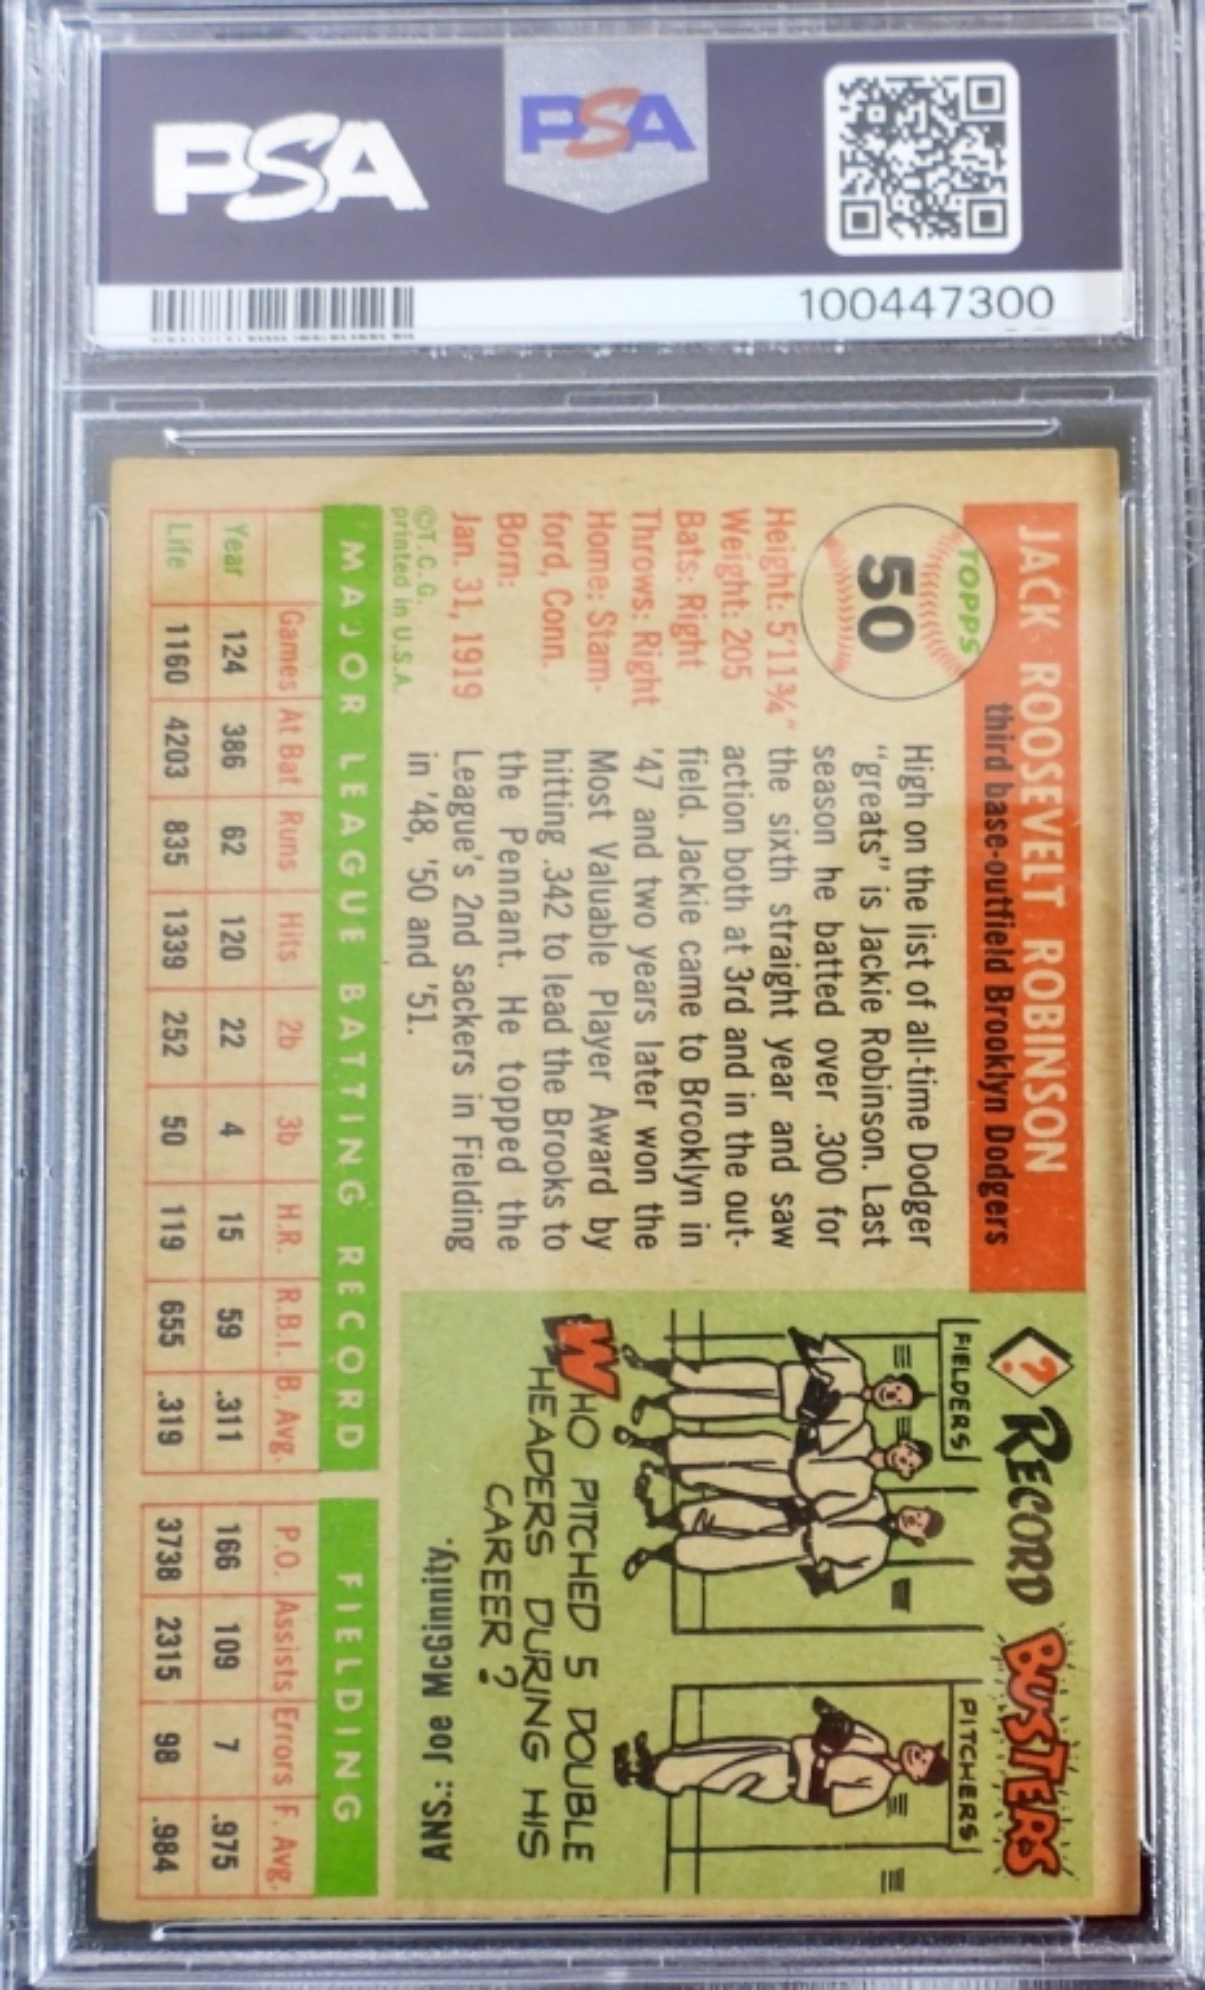 PSA
PSA
100447300
JACK ROOSEVELT ROBINSON
third base-outfield Brooklyn Dodgers
TOPPS
50
Height: 5'11¾"
Weight: 205
Bats: Right
Throws: Right
Home: Stam-
ford, Conn.
Born:
Jan. 31, 1919
©T.C.G.
printed in U.S.A.
High on the list of all-time Dodger
"greats" is Jackie Robinson. Last
season he batted over .300 for
the sixth straight year and saw
action both at 3rd and in the out-
field. Jackie came to Brooklyn in
'47 and two years later won the
Most Valuable Player Award by
hitting .342 to lead the Brooks to
the Pennant. He topped the
League's 2nd sackers in Fielding
in '48, '50 and '51.
? RECORD BUSTERS
FIELDERS
PITCHERS
WHO PITCHED 5 DOUBLE
HEADERS DURING HIS
CAREER?
ANS.: Joe McGinnity.
MAJOR LEAGUE BATTING RECORD FIELDING
Games At Bat Runs Hits 2b 3b H.R. R.B.I. B. Avg. P.O. Assists Errors F. Avg.
Year 124 386 62 120 22 4 15 59 .311 166 109 7 .975
Life 1160 4203 835 1339 252 50 119 655 .319 3738 2315 98 .984